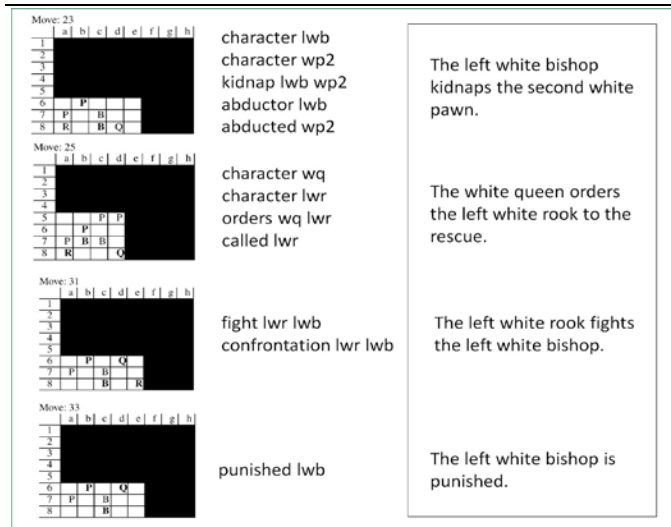 Move: 23
a b c d e f g h
1
2
3
4
5
6 P
7 P B
8 R B Q
character lwb
character wp2
kidnap lwb wp2
abductor lwb
abducted wp2
The left white bishop
kidnaps the second white
pawn.
Move: 25
a b c d e f g h
1
2
3
4
5 P P
6 P
7 P B B
8 R Q
character wq
character lwr
orders wq lwr
called lwr
The white queen orders
the left white rook to the
rescue.
Move: 31
a b c d e f g h
1
2
3
4
5
6 P Q
7 P B
8 B R
fight lwr lwb
confrontation lwr lwb
The left white rook fights
the left white bishop.
Move: 33
a b c d e f g h
1
2
3
4
5
6 P Q
7 P B
8 B
punished lwb
The left white bishop is
punished.